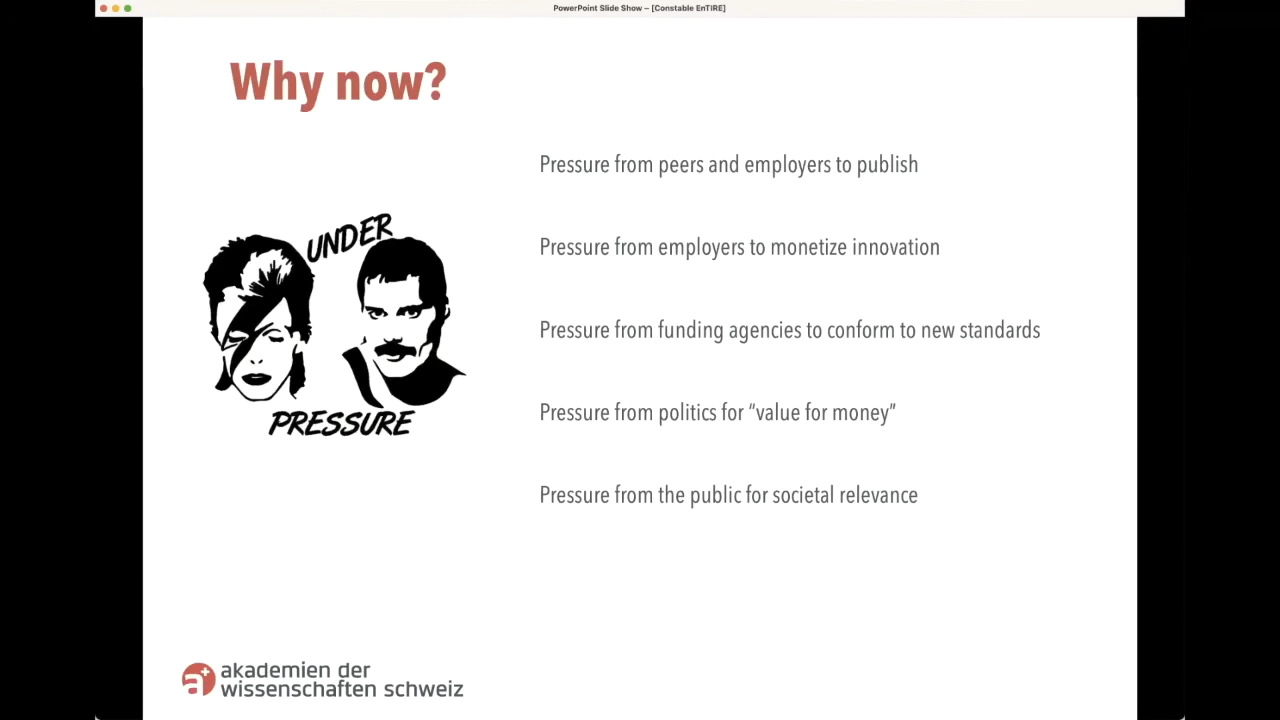 PowerPoint Slide Show – [Constable EnTIRE]
Why now?
Pressure from peers and employers to publish
Pressure from employers to monetize innovation
Pressure from funding agencies to conform to new standards
Pressure from politics for “value for money”
Pressure from the public for societal relevance
UNDER
PRESSURE
a+
akademien der
wissenschaften schweiz